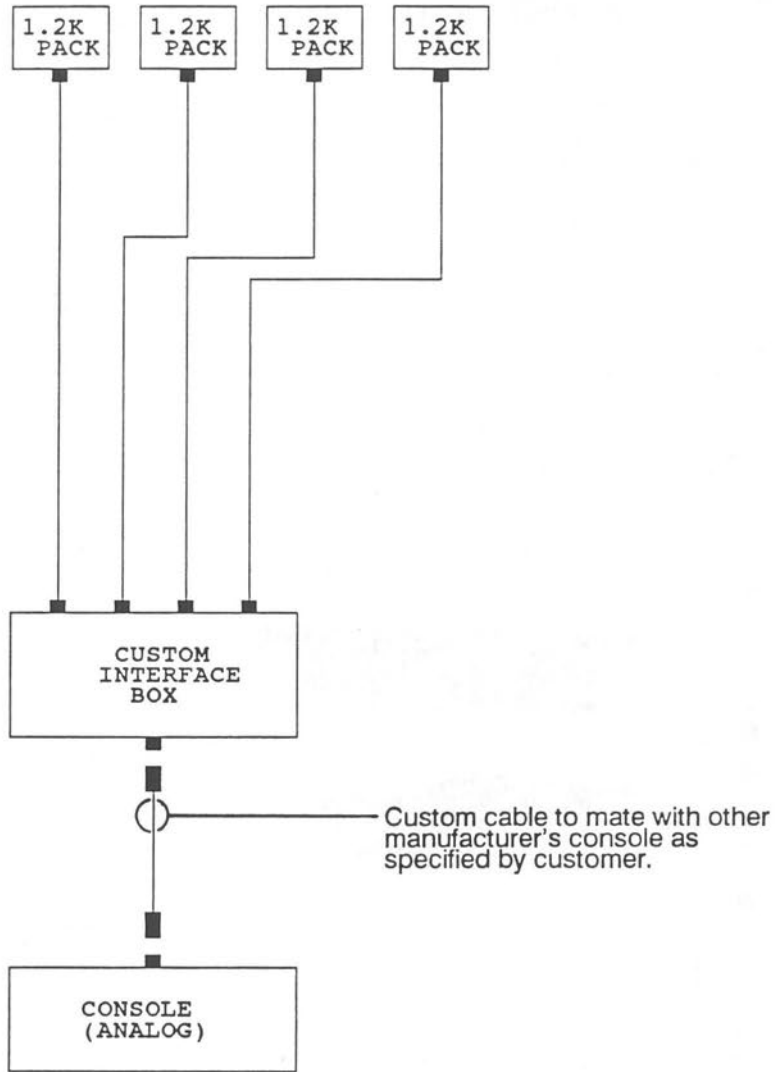 1.2K
PACK
1.2K
PACK
1.2K
PACK
1.2K
PACK
CUSTOM
INTERFACE
BOX
Custom cable to mate with other
manufacturer's console as
specified by customer.
CONSOLE
(ANALOG)